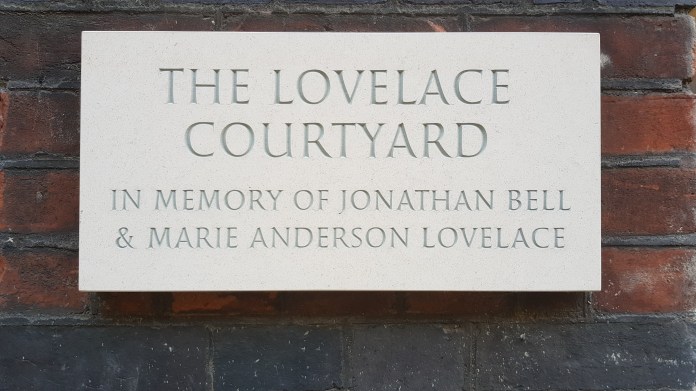 THE LOVELACE
COURTYARD
IN MEMORY OF JONATHAN BELL
& MARIE ANDERSON LOVELACE